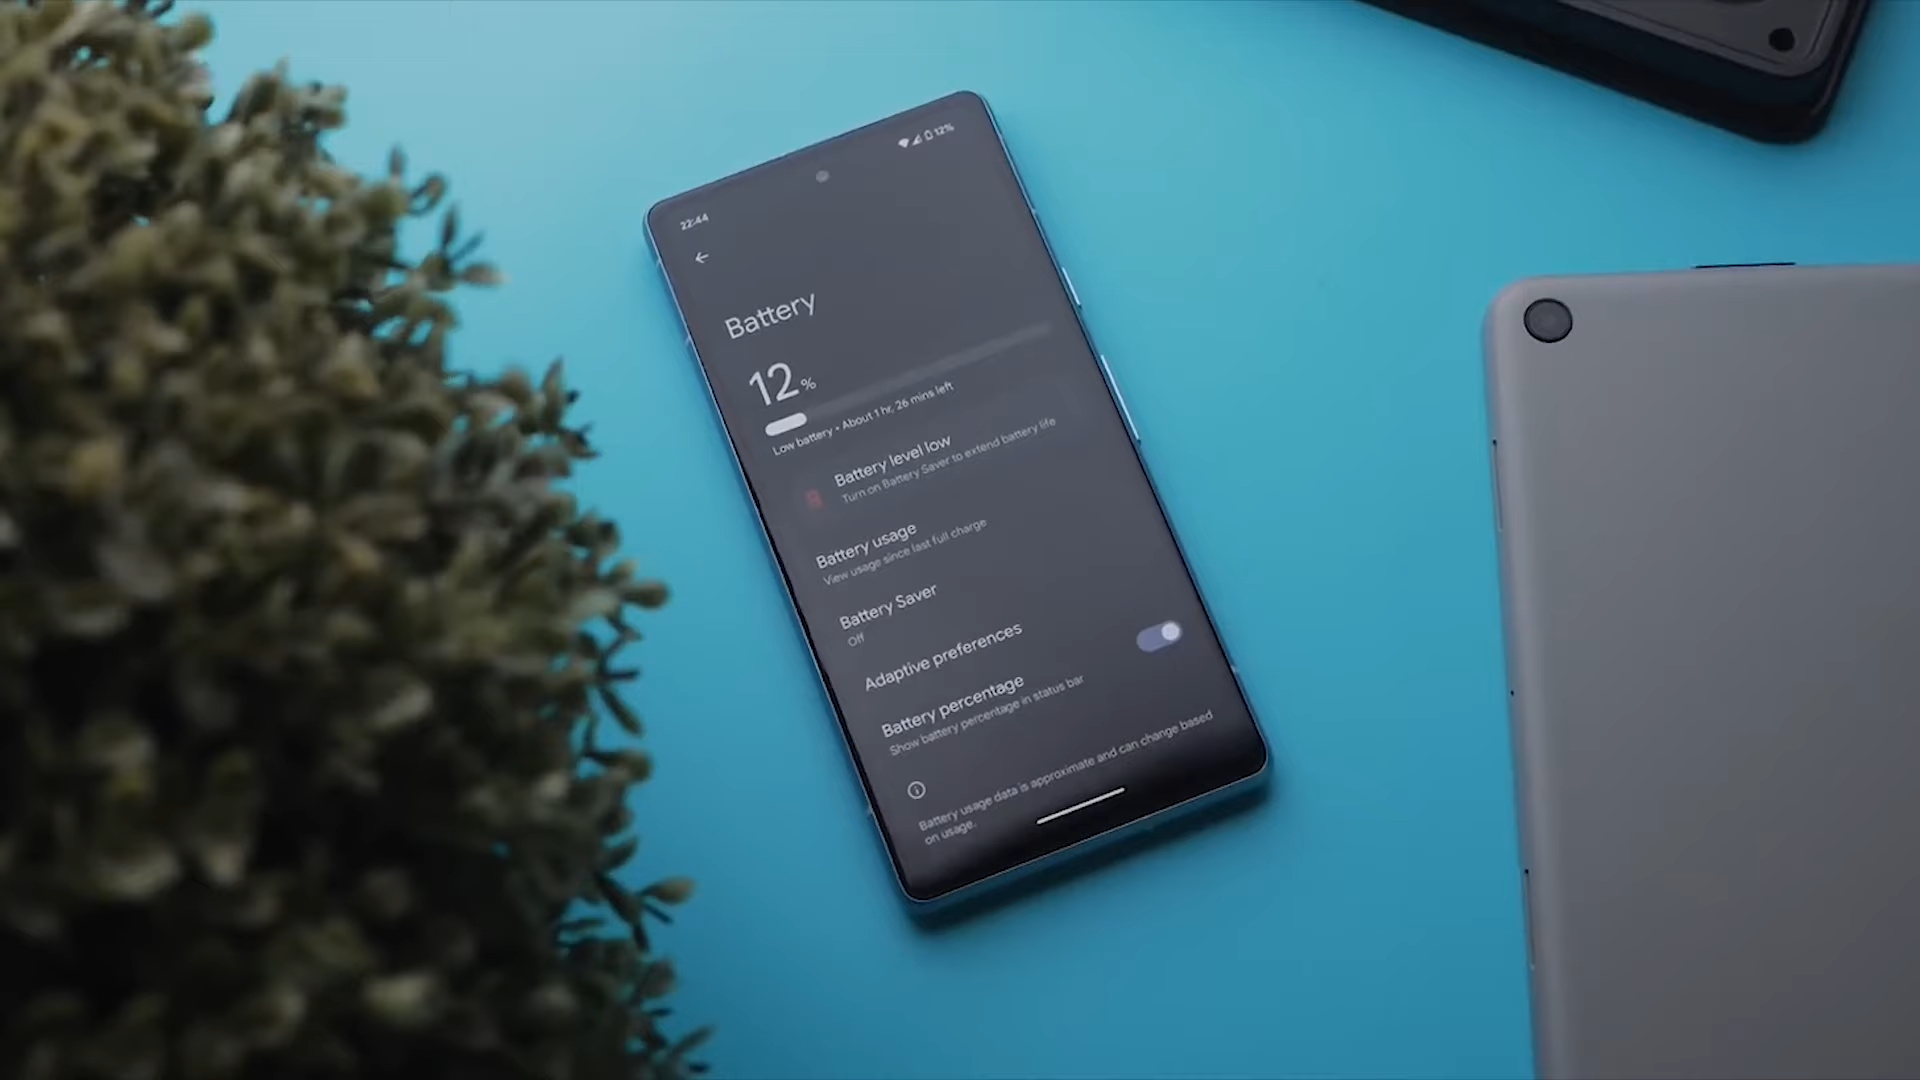 12%
22:44
Battery
12%
Low battery • About 1 hr, 26 mins left
Battery level low
Turn on Battery Saver to extend battery life
Battery usage
View usage since last full charge
Battery Saver
Off
Adaptive preferences
Battery percentage
Show battery percentage in status bar
Battery usage data is approximate and can change based
on usage.